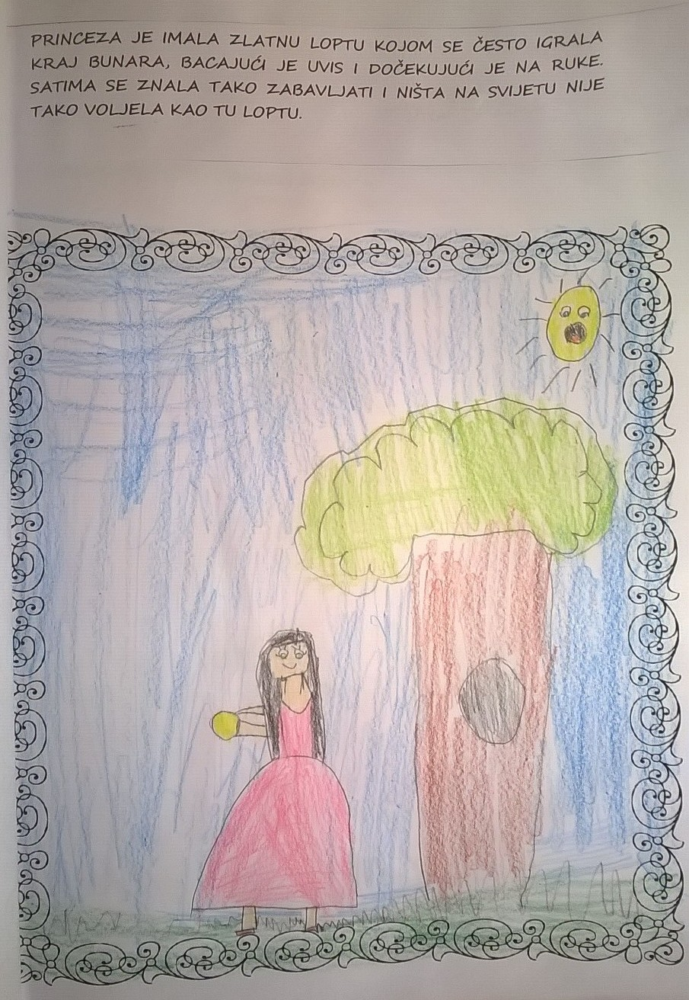 PRINCEZA JE IMALA ZLATNU LOPTU KOJOM SE ČESTO IGRALA
KRAJ BUNARA, BACAJUĆI JE UVIS I DOČEKUJUĆI JE NA RUKE.
SATIMA SE ZNALA TAKO ZABAVLJATI I NIŠTA NA SVIJETU NIJE
TAKO VOLJELA KAO TU LOPTU.